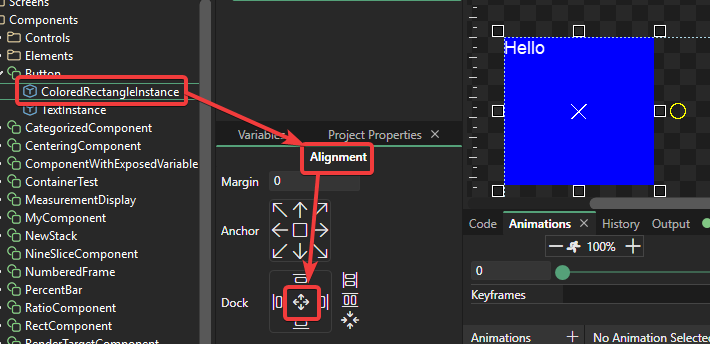 Screens
Components
Controls
Elements
Button
ColoredRectangleInstance
TextInstance
CategorizedComponent
CenteringComponent
ComponentWithExposedVariable
ContainerTest
MeasurementDisplay
MyComponent
NewStack
NineSliceComponent
NumberedFrame
PercentBar
RatioComponent
RectComponent
RenderTargetComponent
Variables
Project Properties
Alignment
Margin 0
Anchor
Dock
Hello
Code Animations History Output
100%
0
Keyframes
Animations
No Animation Selected